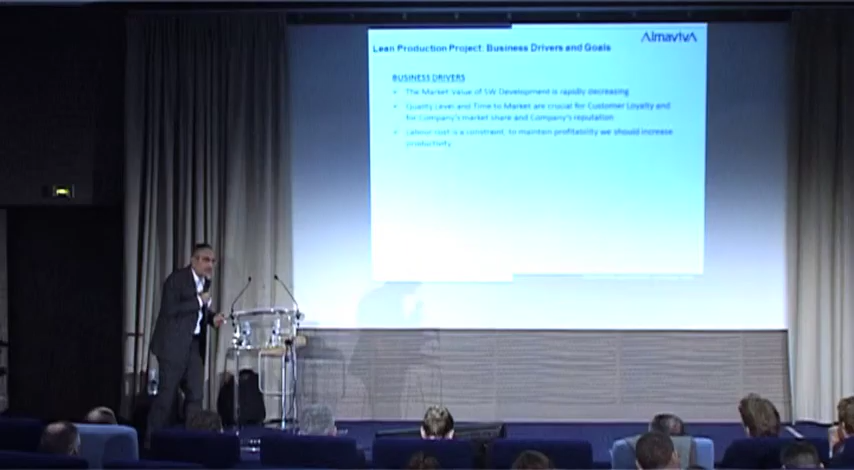 AlmavivA
Lean Production Project: Business Drivers and Goals
BUSINESS DRIVERS
The Market Value of SW Development is rapidly decreasing
Quality Level and Time to Market are crucial for Customer Loyalty and
for Company's market share and Company's reputation
Labour cost is a constraint, to maintain profitability we should increase
productivity